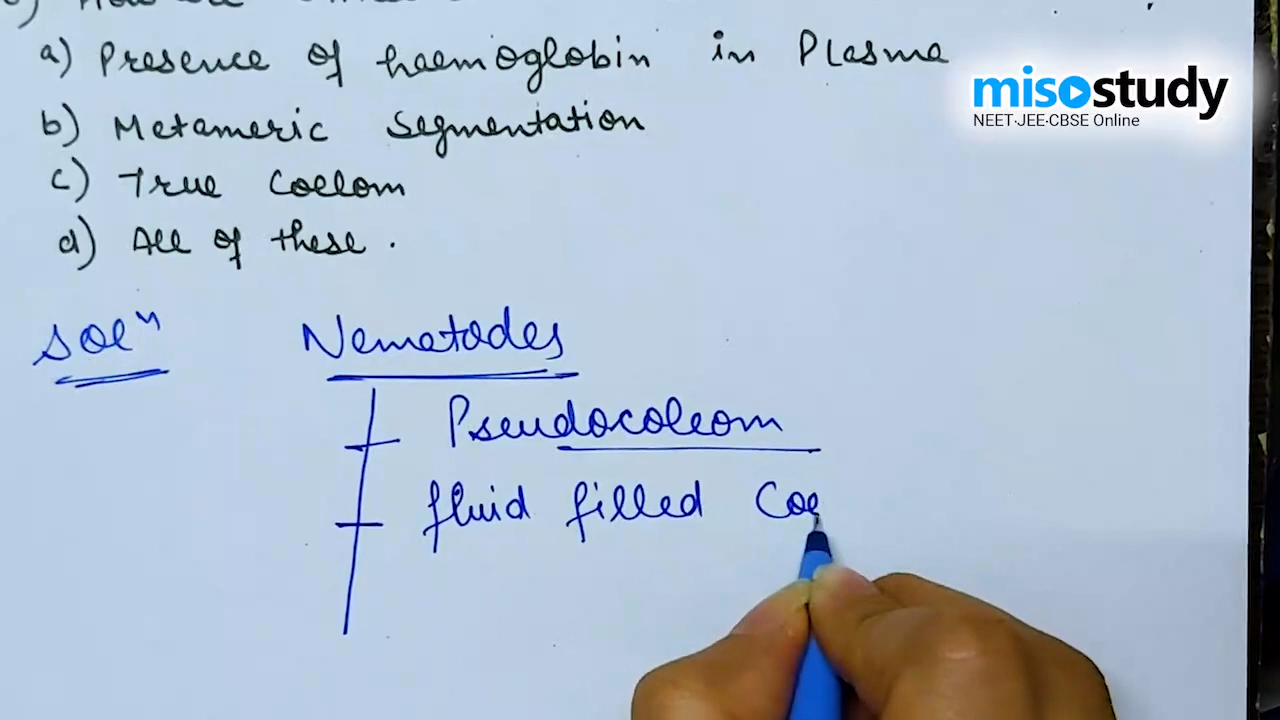 a) Presence of haemoglobin in Plasma
misostudy
NEET-JEE-CBSE Online
b) Metameric Segmentation
c) True Coelom
d) All of these.
Solⁿ
Nematodes
Pseudocoleom
fluid filled Coe